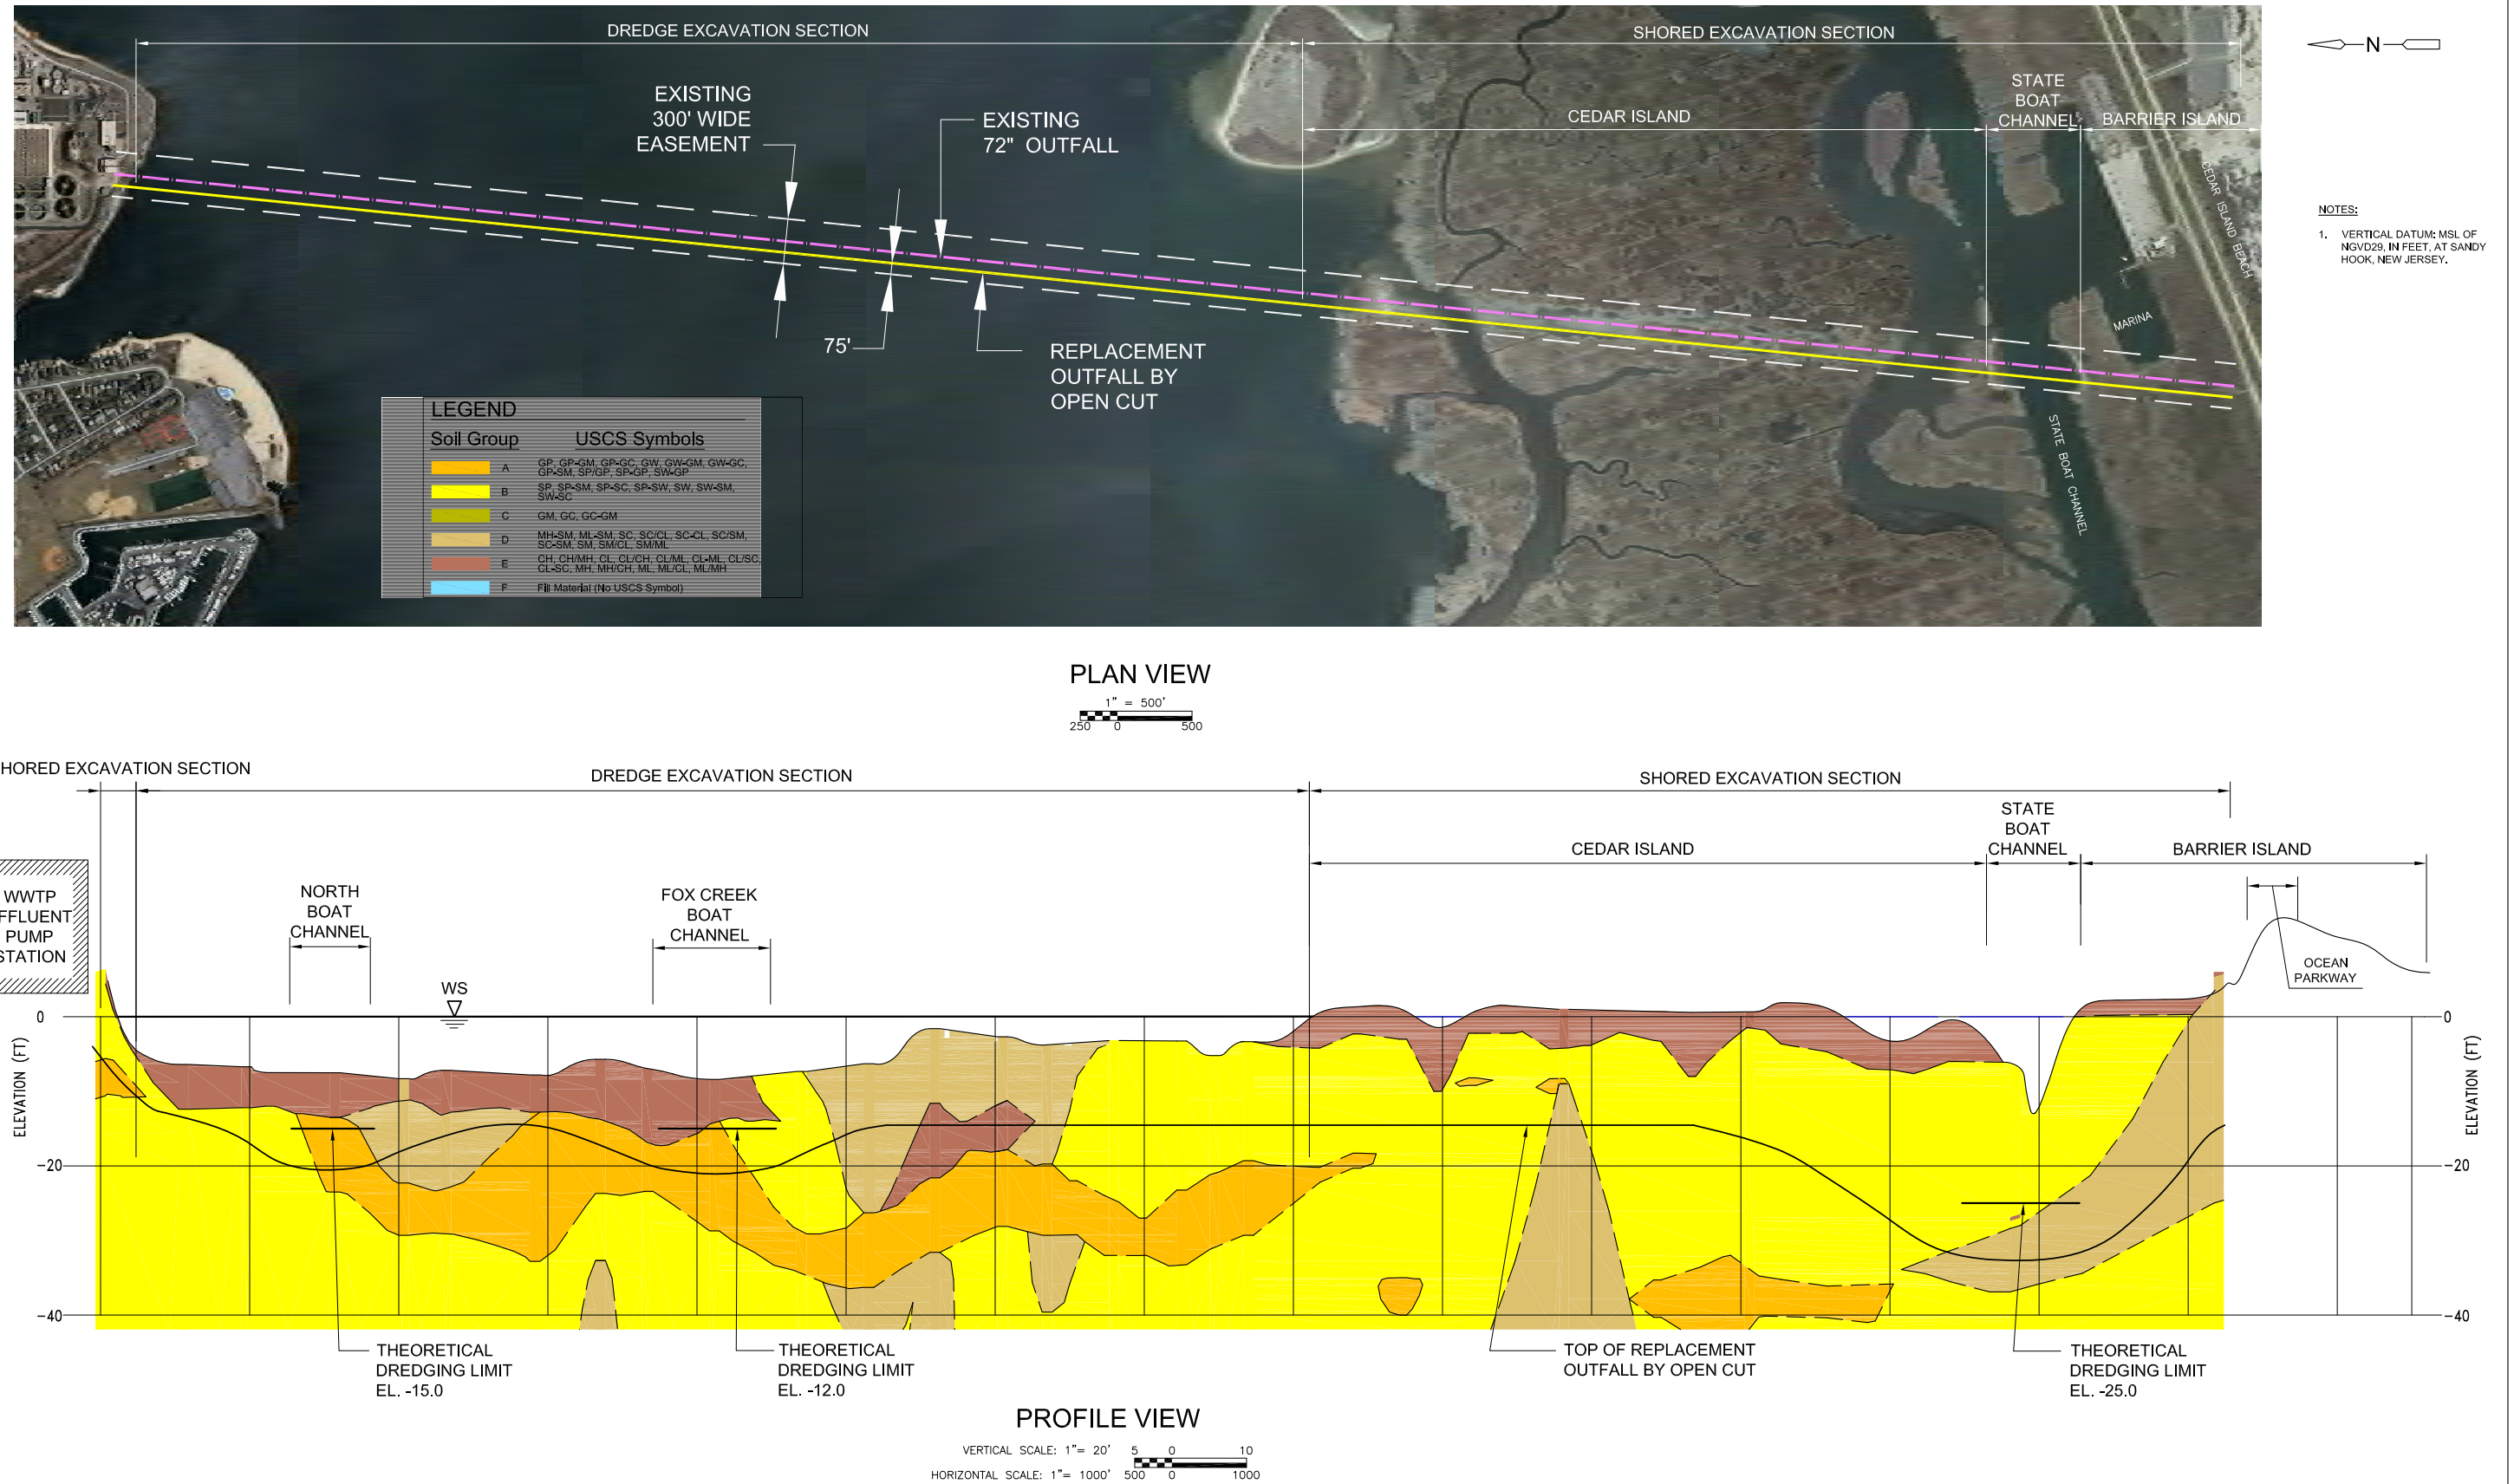 DREDGE EXCAVATION SECTION
SHORED EXCAVATION SECTION
N
EXISTING
300' WIDE
EASEMENT
EXISTING
72" OUTFALL
CEDAR ISLAND
STATE
BOAT
CHANNEL
BARRIER ISLAND
CEDAR ISLAND BEACH
MARINA
STATE BOAT CHANNEL
75'
REPLACEMENT
OUTFALL BY
OPEN CUT
NOTES:
1. VERTICAL DATUM: MSL OF
NGVD29, IN FEET, AT SANDY
HOOK, NEW JERSEY.
LEGEND
Soil Group USCS Symbols
A GP, GP-GM, GP-GC, GW, GW-GM, GW-GC,
GP-SM, SP/GP, SP-GP, SW-GP
B SP, SP-SM, SP-SC, SP-SW, SW, SW-SM,
SW-SC
C GM, GC, GC-GM
D MH-SM, ML-SM, SC, SC/CL, SC-CL, SC/SM,
SC-SM, SM, SM/CL, SM/ML
E CH, CH/MH, CL, CL/CH, CL/ML, CL-ML, CL/SC,
CL-SC, MH, MH/CH, ML, ML/CL, ML/MH
F Fill Material (No USCS Symbol)
PLAN VIEW
1" = 500'
250 0 500
HORED EXCAVATION SECTION
DREDGE EXCAVATION SECTION
SHORED EXCAVATION SECTION
CEDAR ISLAND
STATE
BOAT
CHANNEL
BARRIER ISLAND
WWTP
FFLUENT
PUMP
STATION
NORTH
BOAT
CHANNEL
FOX CREEK
BOAT
CHANNEL
WS
OCEAN
PARKWAY
0
-20
-40
ELEVATION (FT)
0
-20
-40
ELEVATION (FT)
THEORETICAL
DREDGING LIMIT
EL. -15.0
THEORETICAL
DREDGING LIMIT
EL. -12.0
TOP OF REPLACEMENT
OUTFALL BY OPEN CUT
THEORETICAL
DREDGING LIMIT
EL. -25.0
PROFILE VIEW
VERTICAL SCALE: 1"= 20' 5 0 10
HORIZONTAL SCALE: 1"= 1000' 500 0 1000